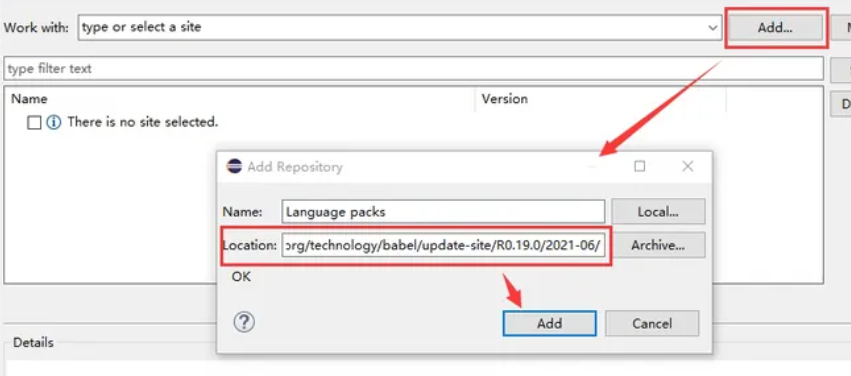 Work with: type or select a site Add...
type filter text
Name Version
There is no site selected.
Add Repository
Name: Language packs Local...
Location: org/technology/babel/update-site/R0.19.0/2021-06/ Archive...
OK
Add Cancel
Details